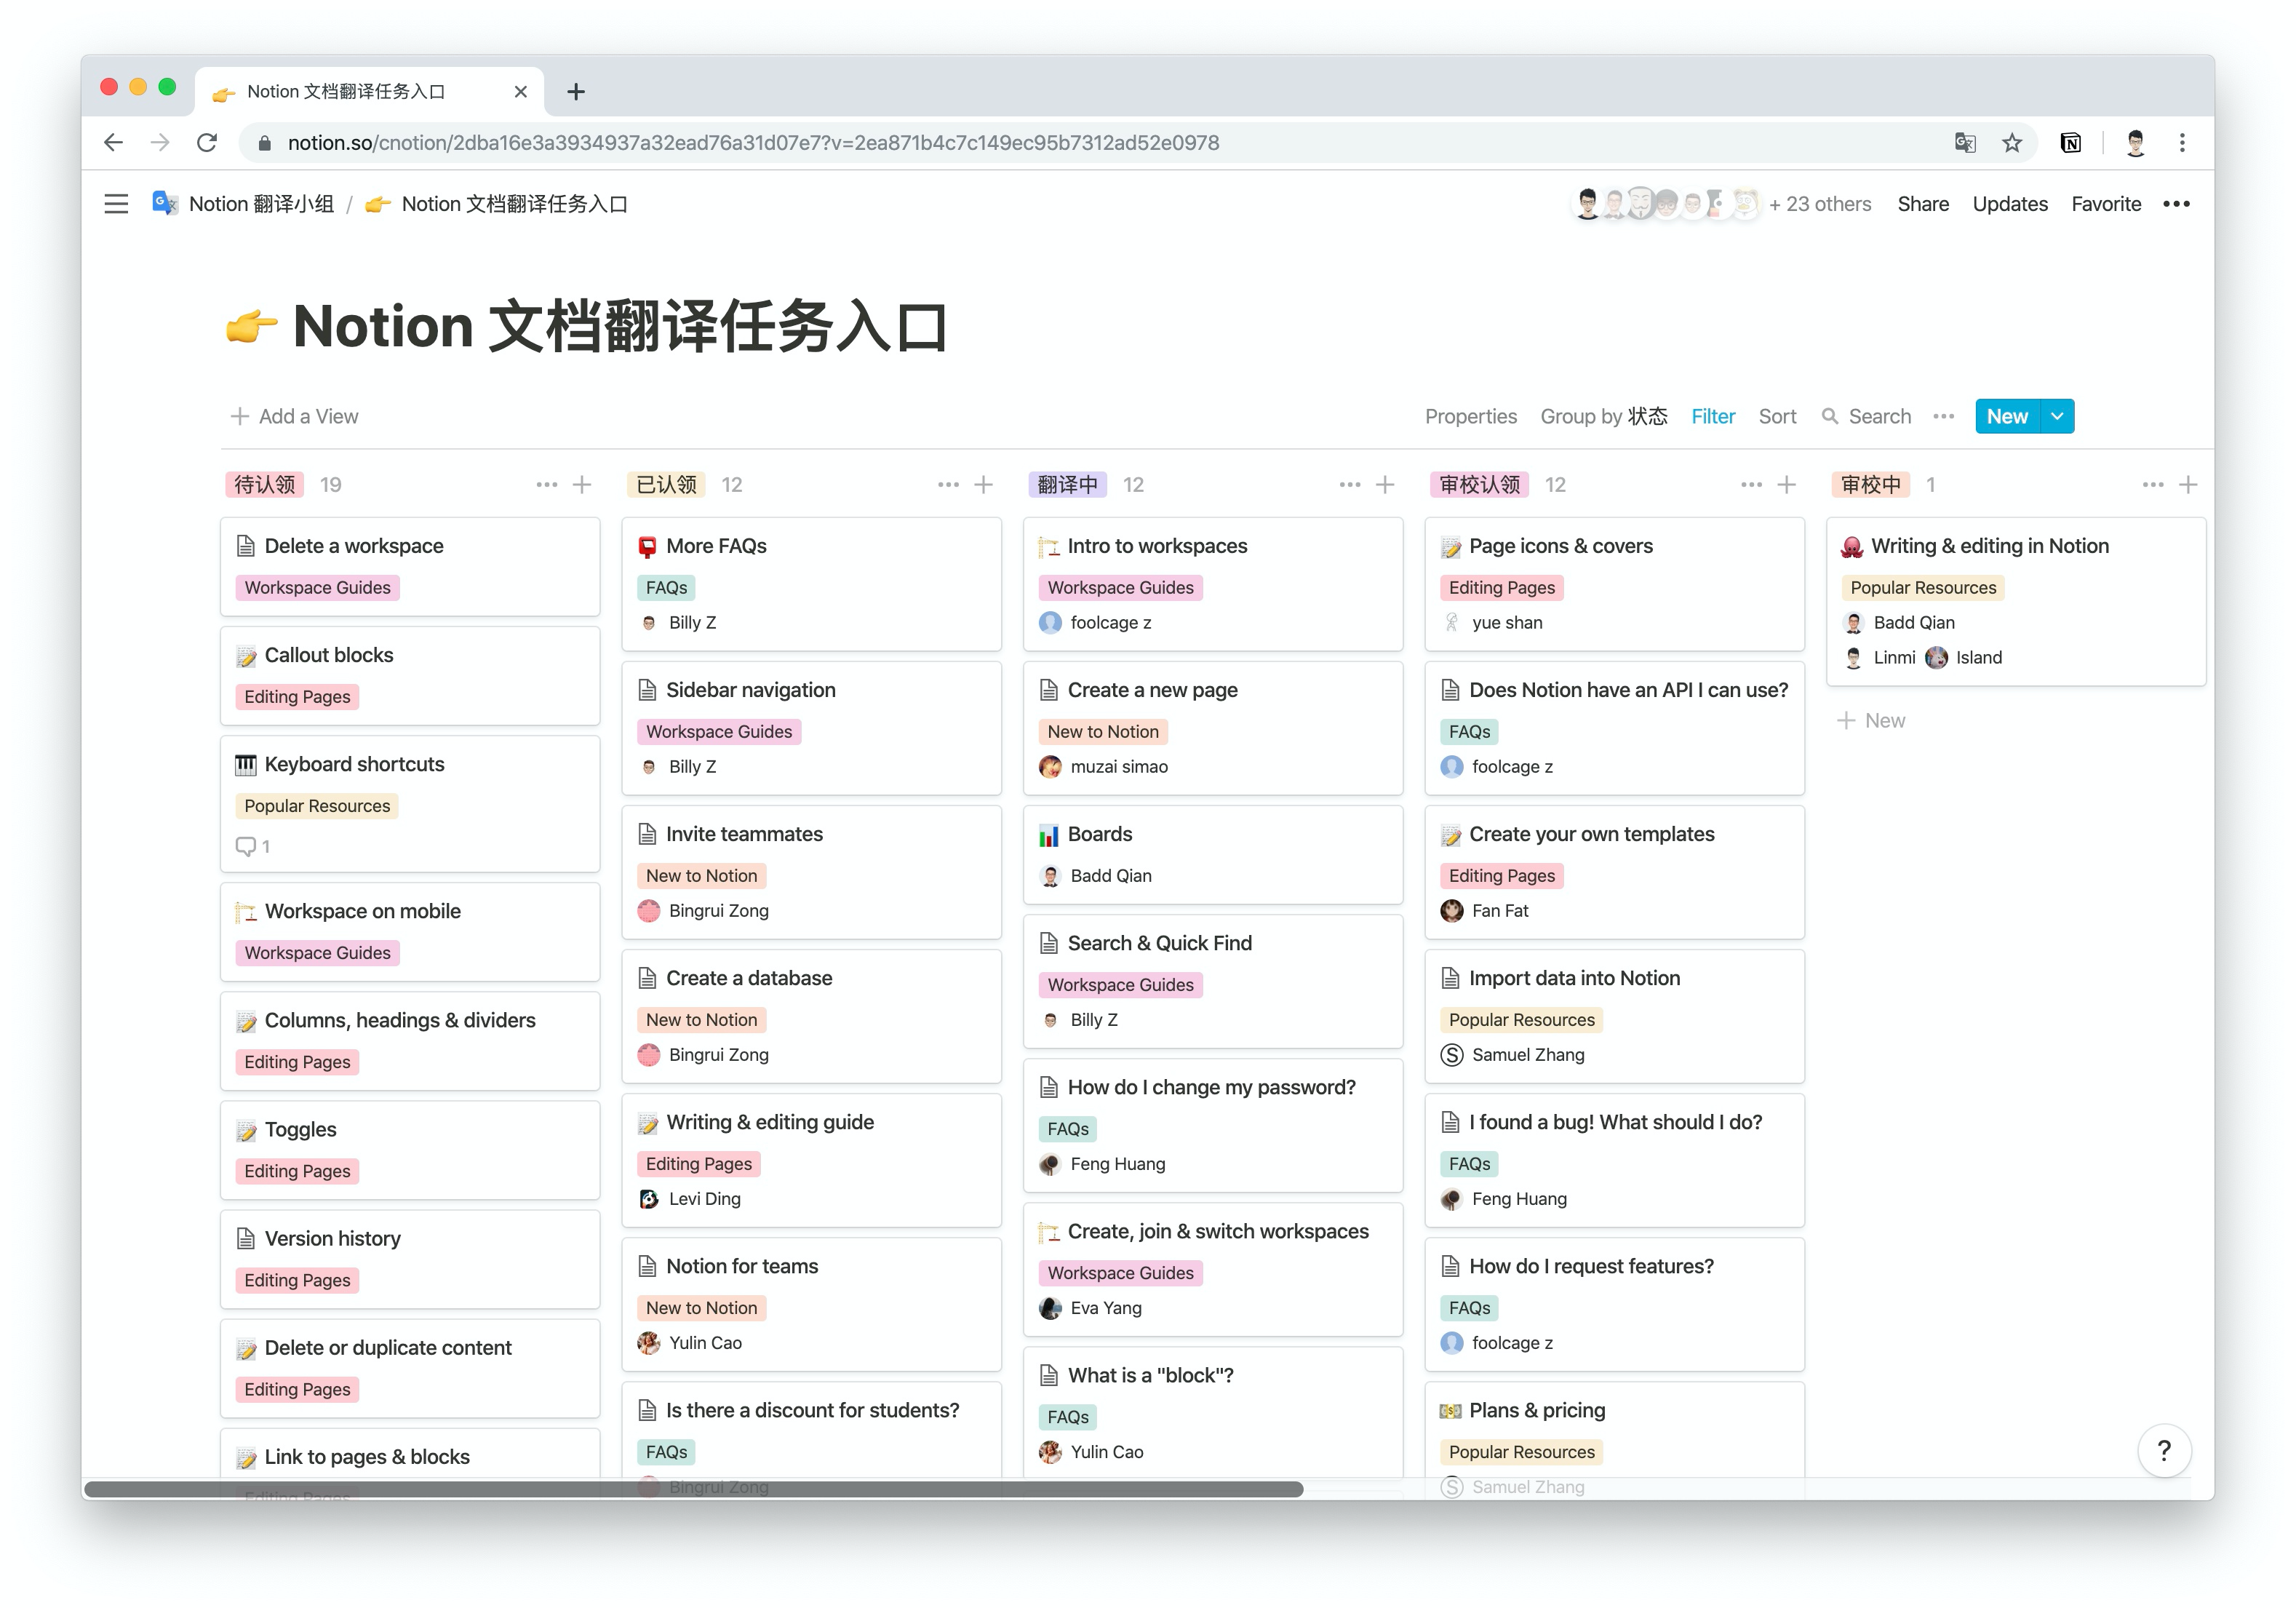 Notion 文档翻译任务入口
notion.so/cnotion/2dba16e3a3934937a32ead76a31d07e7?v=2ea871b4c7c149ec95b7312ad52e0978
Notion 翻译小组 / Notion 文档翻译任务入口
+ 23 others Share Updates Favorite
Notion 文档翻译任务入口
Add a View
Properties Group by 状态 Filter Sort Search New
待认领 19
Delete a workspace
Workspace Guides
Callout blocks
Editing Pages
Keyboard shortcuts
Popular Resources
1
Workspace on mobile
Workspace Guides
Columns, headings & dividers
Editing Pages
Toggles
Editing Pages
Version history
Editing Pages
Delete or duplicate content
Editing Pages
Link to pages & blocks
Editing Pages
已认领 12
More FAQs
FAQs
Billy Z
Sidebar navigation
Workspace Guides
Billy Z
Invite teammates
New to Notion
Bingrui Zong
Create a database
New to Notion
Bingrui Zong
Writing & editing guide
Editing Pages
Levi Ding
Notion for teams
New to Notion
Yulin Cao
Is there a discount for students?
FAQs
Bingrui Zong
翻译中 12
Intro to workspaces
Workspace Guides
foolcage z
Create a new page
New to Notion
muzai simao
Boards
Badd Qian
Search & Quick Find
Workspace Guides
Billy Z
How do I change my password?
FAQs
Feng Huang
Create, join & switch workspaces
Workspace Guides
Eva Yang
What is a "block"?
FAQs
Yulin Cao
审校认领 12
Page icons & covers
Editing Pages
yue shan
Does Notion have an API I can use?
FAQs
foolcage z
Create your own templates
Editing Pages
Fan Fat
Import data into Notion
Popular Resources
Samuel Zhang
I found a bug! What should I do?
FAQs
Feng Huang
How do I request features?
FAQs
foolcage z
Plans & pricing
Popular Resources
Samuel Zhang
审校中 1
Writing & editing in Notion
Popular Resources
Badd Qian
Linmi Island
New
?